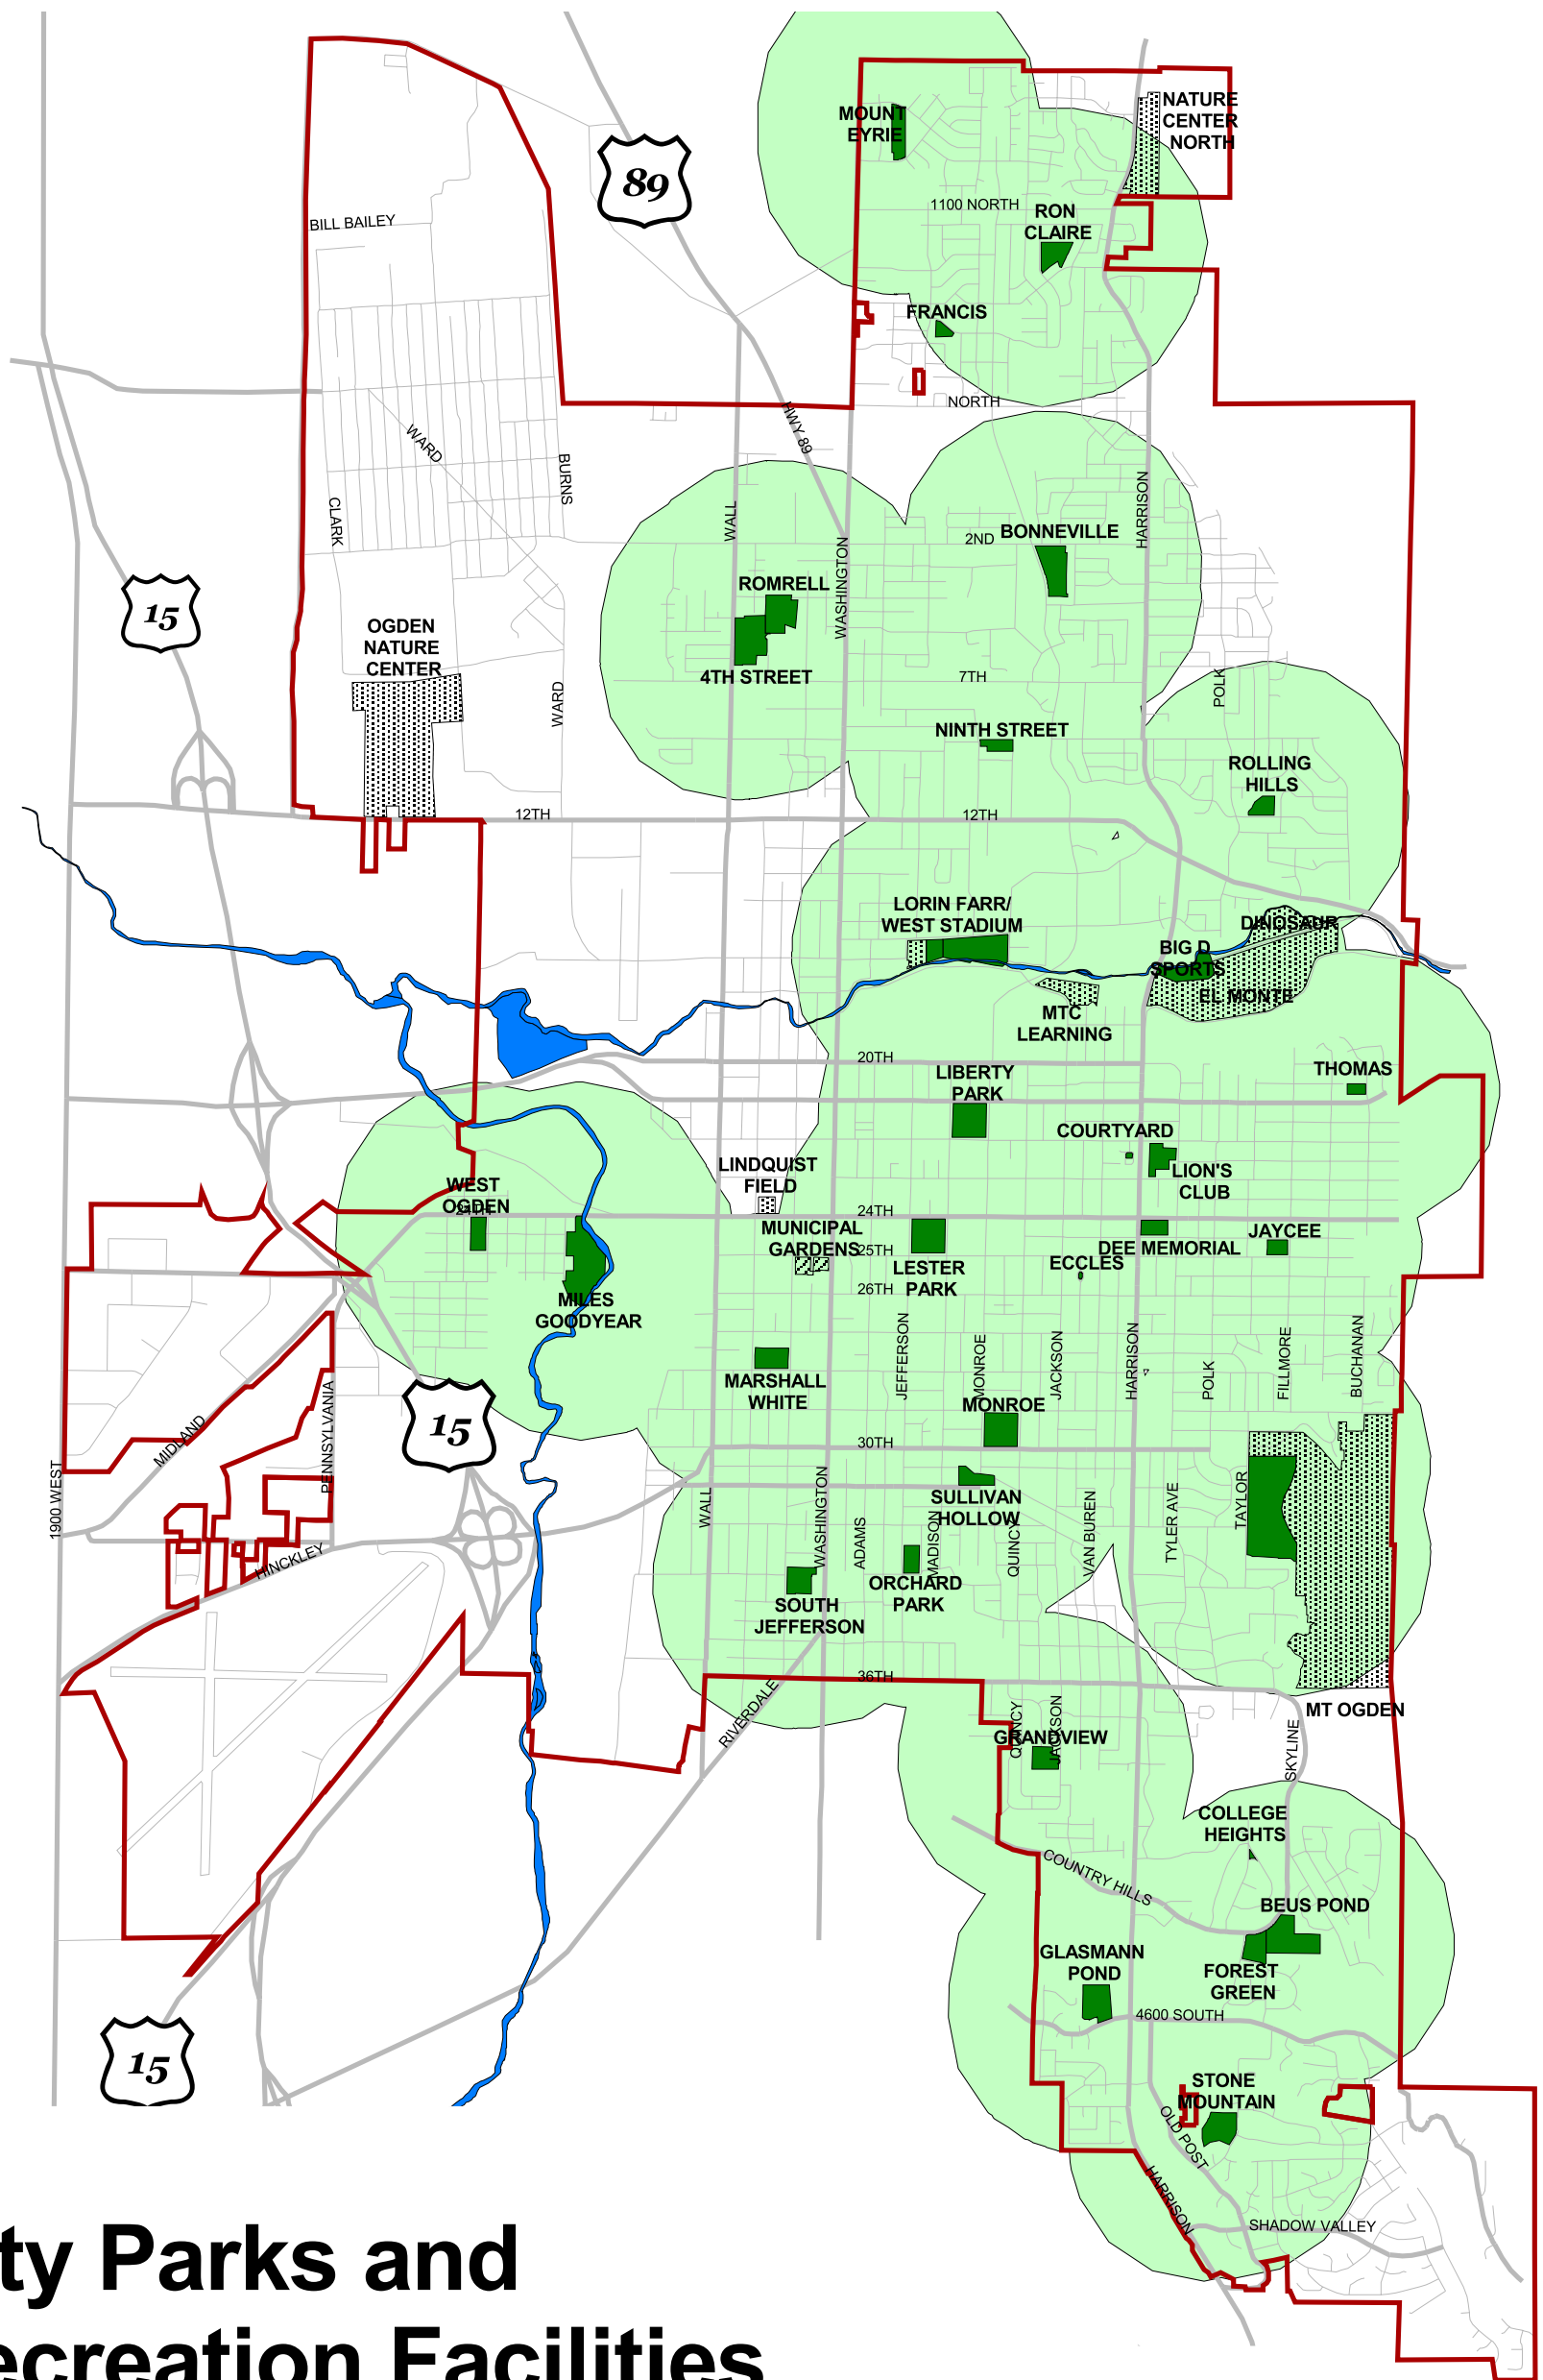 NATURE
CENTER
NORTH
MOUNT
EYRIE
89
1100 NORTH
RON
CLAIRE
BILL BAILEY
FRANCIS
NORTH
HWY 89
WARD
BURNS
CLARK
WALL
HARRISON
2ND
BONNEVILLE
WASHINGTON
ROMRELL
15
OGDEN
NATURE
CENTER
4TH STREET
7TH
POLK
WARD
NINTH STREET
ROLLING
HILLS
12TH
12TH
LORIN FARR/
WEST STADIUM
DINOSAUR
BIG D
SPORTS
EL MONTE
MTC
LEARNING
20TH
LIBERTY
PARK
THOMAS
COURTYARD
LINDQUIST
FIELD
LION'S
CLUB
WEST
OGDEN
24TH
24TH
MUNICIPAL
GARDENS
25TH
DEE MEMORIAL
JAYCEE
ECCLES
LESTER
PARK
26TH
MILES
GOODYEAR
JEFFERSON
MONROE
JACKSON
HARRISON
POLK
FILLMORE
BUCHANAN
MARSHALL
WHITE
MONROE
15
PENNSYLVANIA
MIDLAND
30TH
1900 WEST
WALL
WASHINGTON
ADAMS
SULLIVAN
HOLLOW
MADISON
QUINCY
VAN BUREN
TYLER AVE
TAYLOR
HINCKLEY
ORCHARD
PARK
SOUTH
JEFFERSON
36TH
MT OGDEN
RIVERDALE
QUINCY
JACKSON
GRANDVIEW
SKYLINE
COLLEGE
HEIGHTS
COUNTRY HILLS
BEUS POND
GLASMANN
POND
FOREST
GREEN
4600 SOUTH
15
STONE
MOUNTAIN
OLD POST
HARRISON
SHADOW VALLEY
ty Parks and
ecreation Facilities